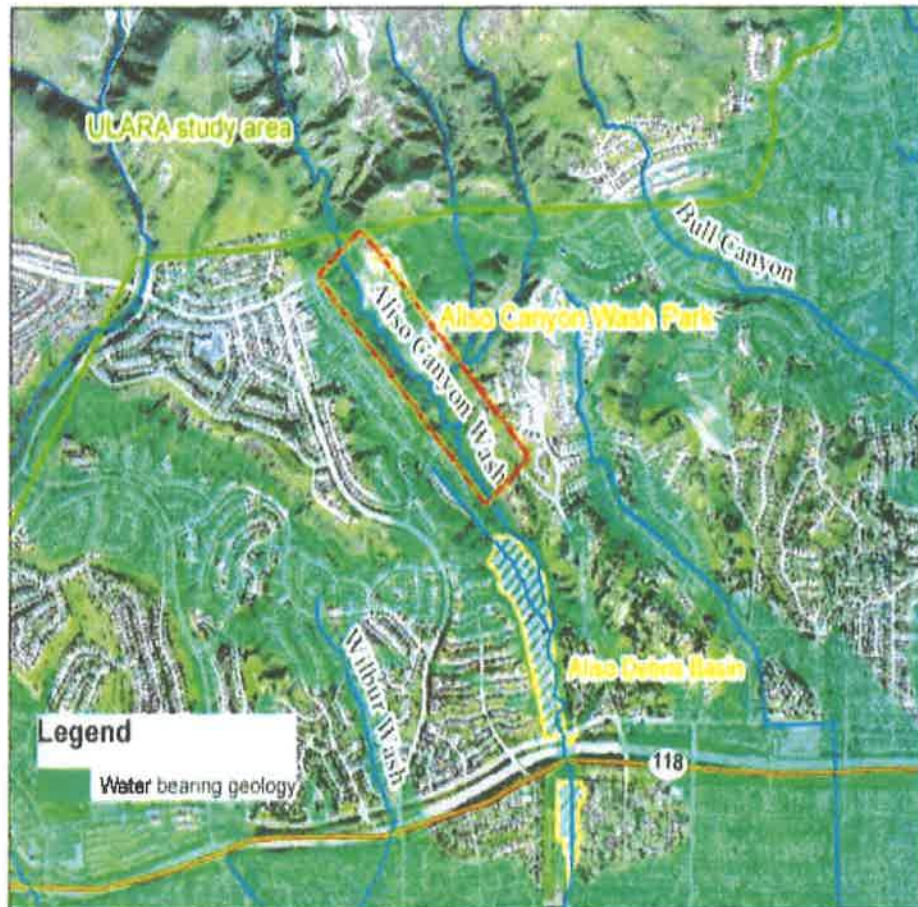 ULARA study area
Bull Canyon
Aliso Canyon Wash Park
Aliso Canyon Wash
Aliso Debris Basin
Wilbur Wash
Legend
118
Water bearing geology